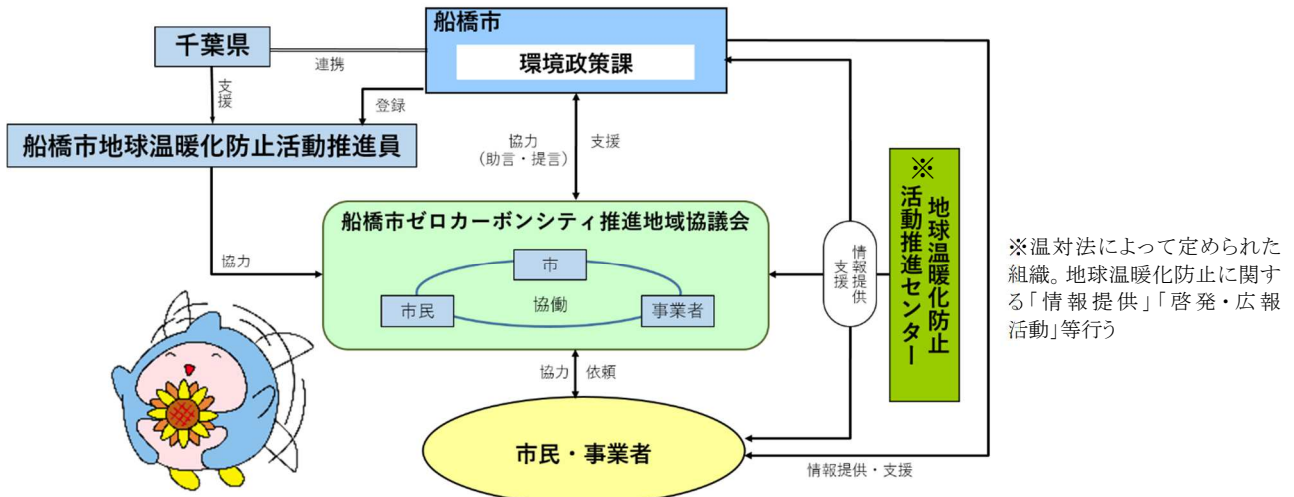 船橋市
環境政策課
千葉県
連携
支援
登録
船橋市地球温暖化防止活動推進員
協力
（助言・提言）
支援
船橋市ゼロカーボンシティ推進地域協議会
市
市民
協働
事業者
協力
情報提供
支援
※
地球温暖化防止
活動推進センター
※温対法によって定められた
組織。地球温暖化防止に関す
る「情報提供」「啓発・広報
活動」等行う
協力
依頼
市民・事業者
情報提供・支援